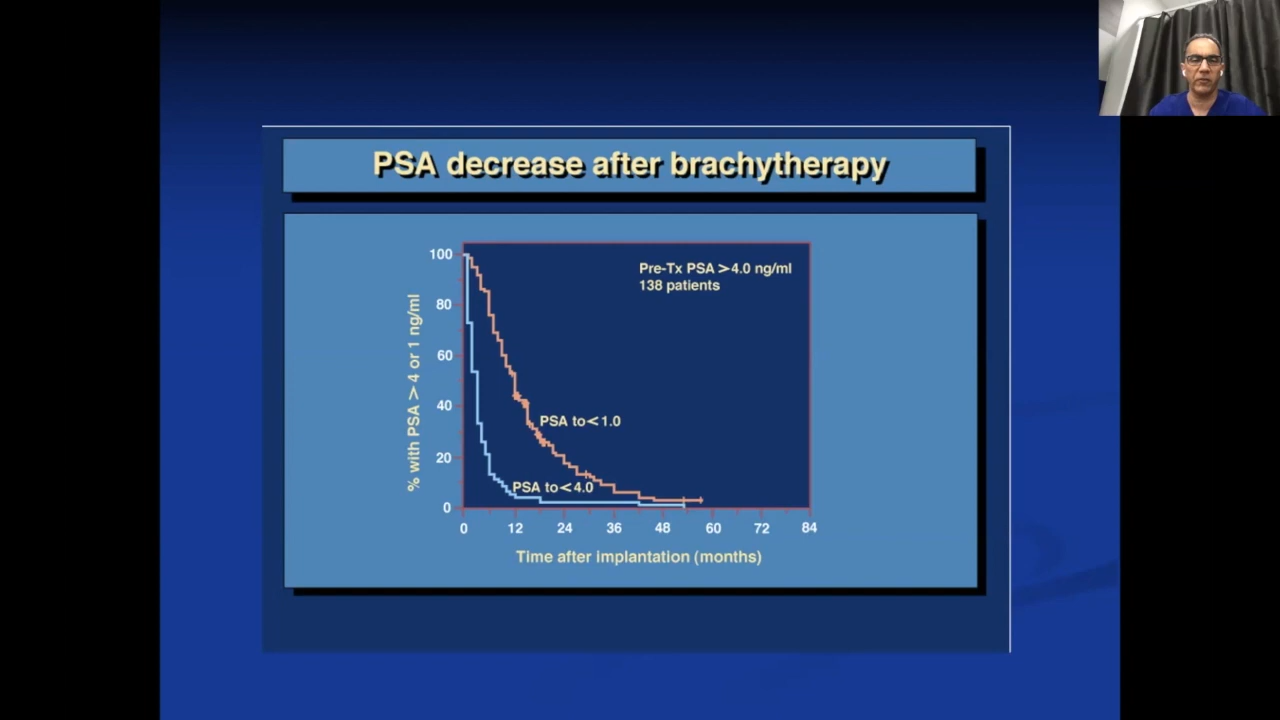 PSA decrease after brachytherapy
Pre-Tx PSA >4.0 ng/ml
138 patients
% with PSA > 4 or 1 ng/ml
100
80
60
40
20
0
PSA to<1.0
PSA to<4.0
0 12 24 36 48 60 72 84
Time after implantation (months)